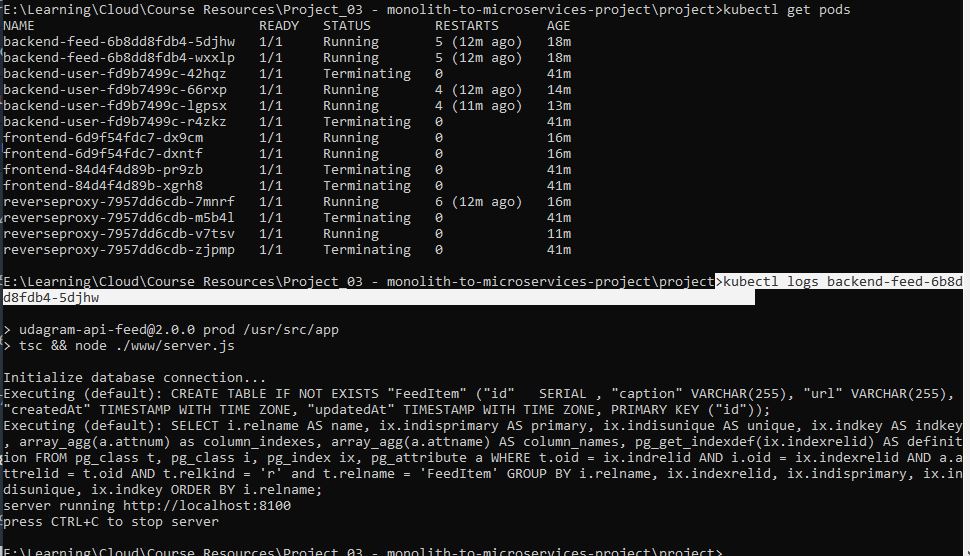 E:\Learning\Cloud\Course Resources\Project_03 - monolith-to-microservices-project\project>kubectl get pods
NAME READY STATUS RESTARTS AGE
backend-feed-6b8dd8fdb4-5djhw 1/1 Running 5 (12m ago) 18m
backend-feed-6b8dd8fdb4-wxxlp 1/1 Running 5 (12m ago) 18m
backend-user-fd9b7499c-42hqz 1/1 Terminating 0 41m
backend-user-fd9b7499c-66rxp 1/1 Running 4 (12m ago) 14m
backend-user-fd9b7499c-lgpsx 1/1 Running 4 (11m ago) 13m
backend-user-fd9b7499c-r4zkz 1/1 Terminating 0 41m
frontend-6d9f54fdc7-dx9cm 1/1 Running 0 16m
frontend-6d9f54fdc7-dxntf 1/1 Running 0 16m
frontend-84d4f4d89b-pr9zb 1/1 Terminating 0 41m
frontend-84d4f4d89b-xgrh8 1/1 Terminating 0 41m
reverseproxy-7957dd6cdb-7mnrf 1/1 Running 6 (12m ago) 16m
reverseproxy-7957dd6cdb-m5b4l 1/1 Terminating 0 41m
reverseproxy-7957dd6cdb-v7tsv 1/1 Running 0 11m
reverseproxy-7957dd6cdb-zjpmp 1/1 Terminating 0 41m
E:\Learning\Cloud\Course Resources\Project_03 - monolith-to-microservices-project\project>kubectl logs backend-feed-6b8d
d8fdb4-5djhw
> udagram-api-feed@2.0.0 prod /usr/src/app
> tsc && node ./www/server.js
Initialize database connection...
Executing (default): CREATE TABLE IF NOT EXISTS "FeedItem" ("id" SERIAL , "caption" VARCHAR(255), "url" VARCHAR(255),
"createdAt" TIMESTAMP WITH TIME ZONE, "updatedAt" TIMESTAMP WITH TIME ZONE, PRIMARY KEY ("id"));
Executing (default): SELECT i.relname AS name, ix.indisprimary AS primary, ix.indisunique AS unique, ix.indkey AS indkey
, array_agg(a.attnum) as column_indexes, array_agg(a.attname) AS column_names, pg_get_indexdef(ix.indexrelid) AS definit
ion FROM pg_class t, pg_class i, pg_index ix, pg_attribute a WHERE t.oid = ix.indrelid AND i.oid = ix.indexrelid AND a.a
ttrelid = t.oid AND t.relkind = 'r' and t.relname = 'FeedItem' GROUP BY i.relname, ix.indexrelid, ix.indisprimary, ix.in
disunique, ix.indkey ORDER BY i.relname;
server running http://localhost:8100
press CTRL+C to stop server
E:\Learning\Cloud\Course Resources\Project_03 - monolith-to-microservices-project\project>